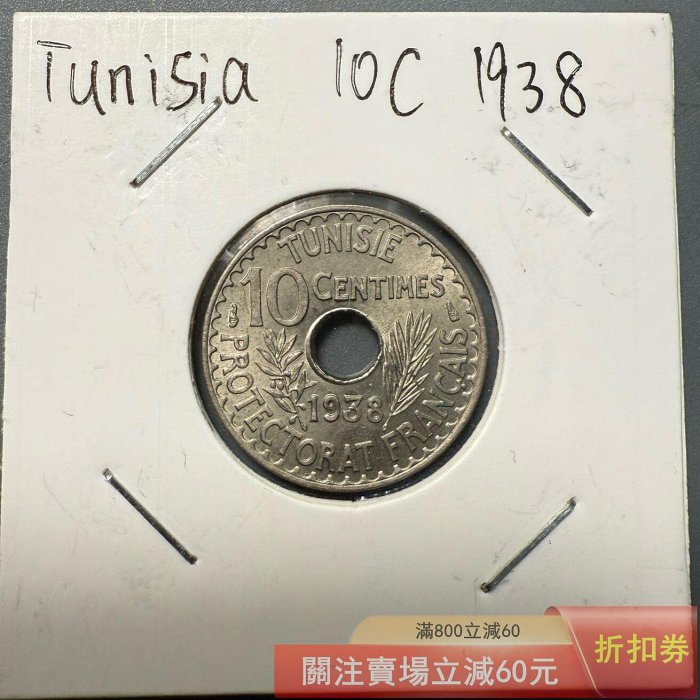 Tunisia 10C 1938
TUNISIE
10 CENTIMES
1938
PROTECTORAT FRANÇAIS
滿800立減60
關注賣場立減60元
折扣券